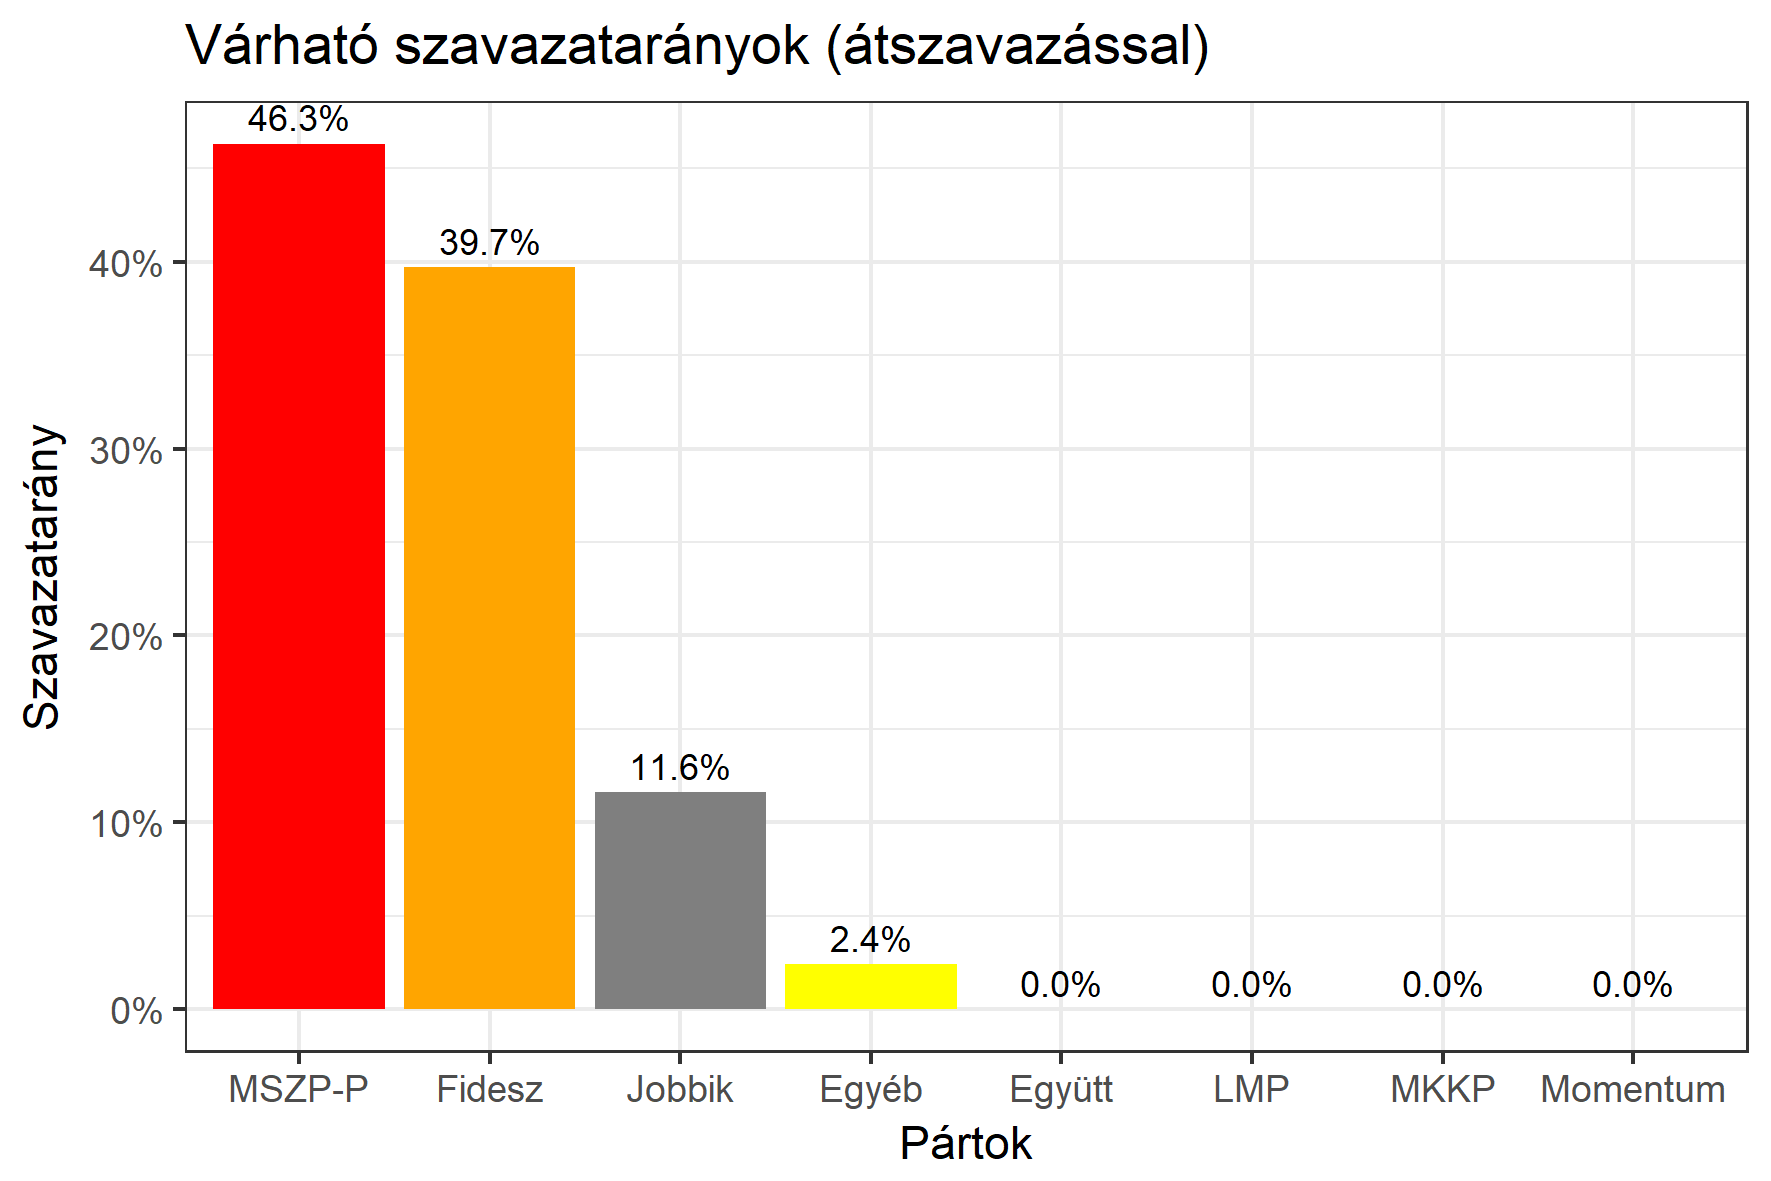 Várható szavazatarányok (átszavazással)
46.3%
39.7%
11.6%
2.4%
0.0%
0.0%
0.0%
0.0%
40%
30%
20%
10%
0%
Szavazatarány
MSZP-P
Fidesz
Jobbik
Egyéb
Együtt
LMP
MKKP
Momentum
Pártok